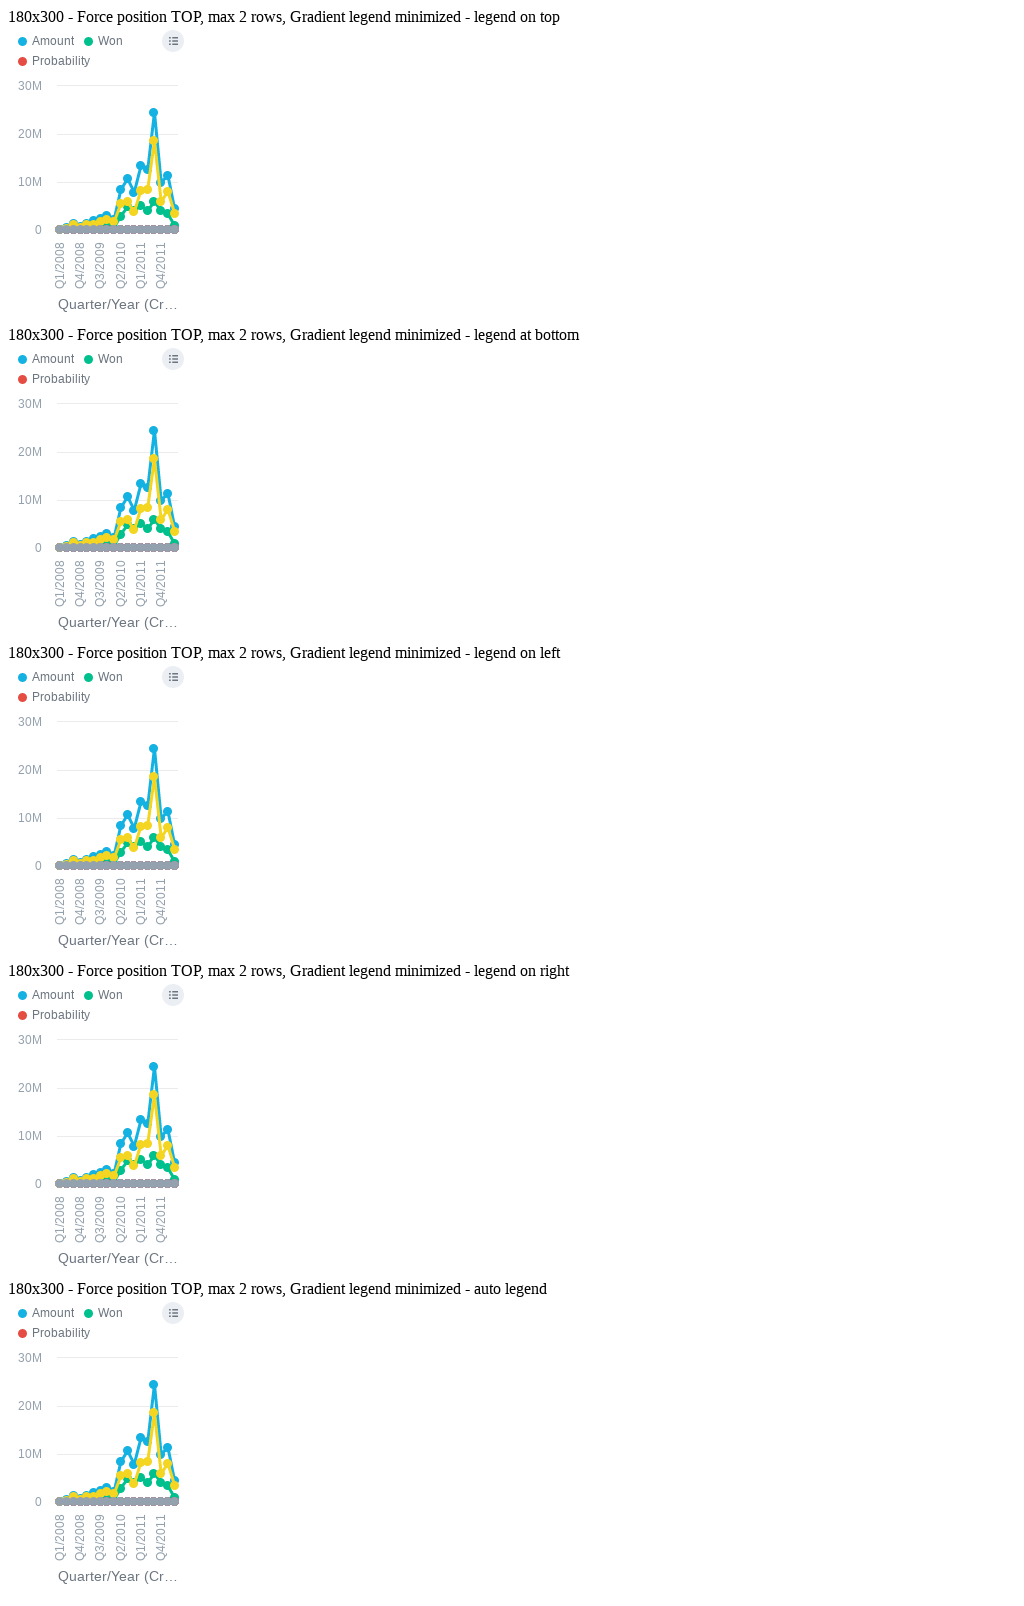 180x300 - Force position TOP, max 2 rows, Gradient legend minimized - legend on top
Amount Won
Probability
30M
20M
10M
0
Q1/2008 Q4/2008 Q3/2009 Q2/2010 Q1/2011 Q4/2011
Quarter/Year (Cr…
180x300 - Force position TOP, max 2 rows, Gradient legend minimized - legend at bottom
Amount Won
Probability
30M
20M
10M
0
Q1/2008 Q4/2008 Q3/2009 Q2/2010 Q1/2011 Q4/2011
Quarter/Year (Cr…
180x300 - Force position TOP, max 2 rows, Gradient legend minimized - legend on left
Amount Won
Probability
30M
20M
10M
0
Q1/2008 Q4/2008 Q3/2009 Q2/2010 Q1/2011 Q4/2011
Quarter/Year (Cr…
180x300 - Force position TOP, max 2 rows, Gradient legend minimized - legend on right
Amount Won
Probability
30M
20M
10M
0
Q1/2008 Q4/2008 Q3/2009 Q2/2010 Q1/2011 Q4/2011
Quarter/Year (Cr…
180x300 - Force position TOP, max 2 rows, Gradient legend minimized - auto legend
Amount Won
Probability
30M
20M
10M
0
Q1/2008 Q4/2008 Q3/2009 Q2/2010 Q1/2011 Q4/2011
Quarter/Year (Cr…